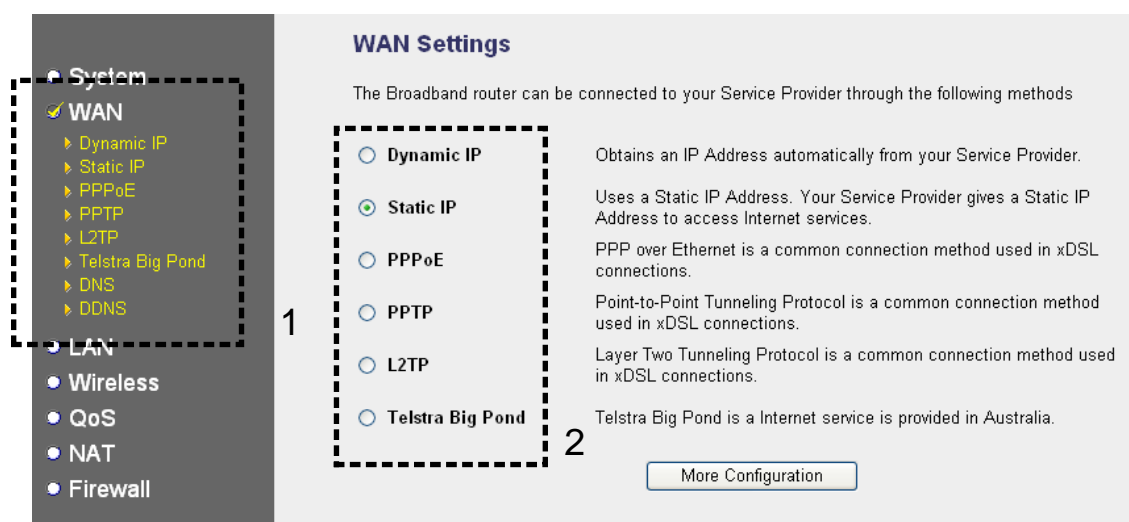 System
WAN
Dynamic IP
Static IP
PPPoE
PPTP
L2TP
Telstra Big Pond
DNS
DDNS
LAN
Wireless
QoS
NAT
Firewall
1
WAN Settings
The Broadband router can be connected to your Service Provider through the following methods
Dynamic IP
Obtains an IP Address automatically from your Service Provider.
Static IP
Uses a Static IP Address. Your Service Provider gives a Static IP
Address to access Internet services.
PPPoE
PPP over Ethernet is a common connection method used in xDSL
connections.
PPTP
Point-to-Point Tunneling Protocol is a common connection method
used in xDSL connections.
L2TP
Layer Two Tunneling Protocol is a common connection method used
in xDSL connections.
Telstra Big Pond
Telstra Big Pond is a Internet service is provided in Australia.
2
More Configuration